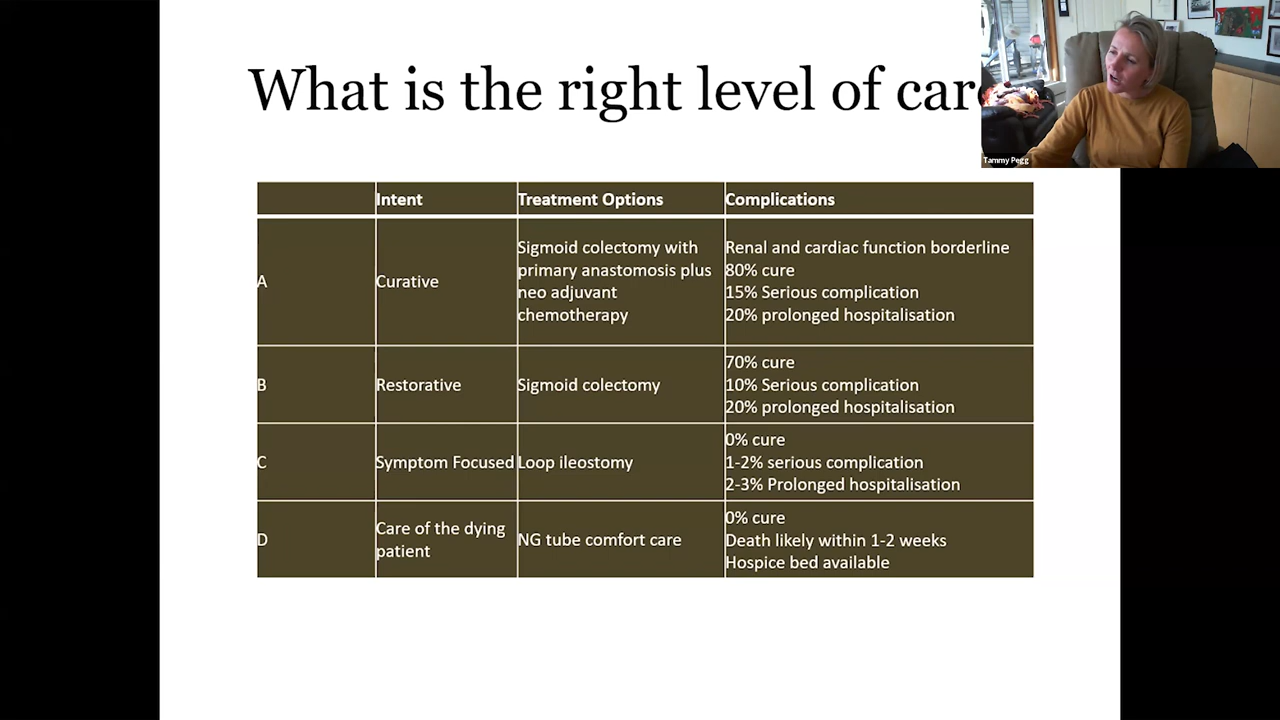 What is the right level of car
Tammy Pegg
Intent Treatment Options Complications
A
Curative
Sigmoid colectomy with
primary anastomosis plus
neo adjuvant
chemotherapy
Renal and cardiac function borderline
80% cure
15% Serious complication
20% prolonged hospitalisation
B
Restorative
Sigmoid colectomy
70% cure
10% Serious complication
20% prolonged hospitalisation
C
Symptom Focused
Loop ileostomy
0% cure
1-2% serious complication
2-3% Prolonged hospitalisation
D
Care of the dying
patient
NG tube comfort care
0% cure
Death likely within 1-2 weeks
Hospice bed available